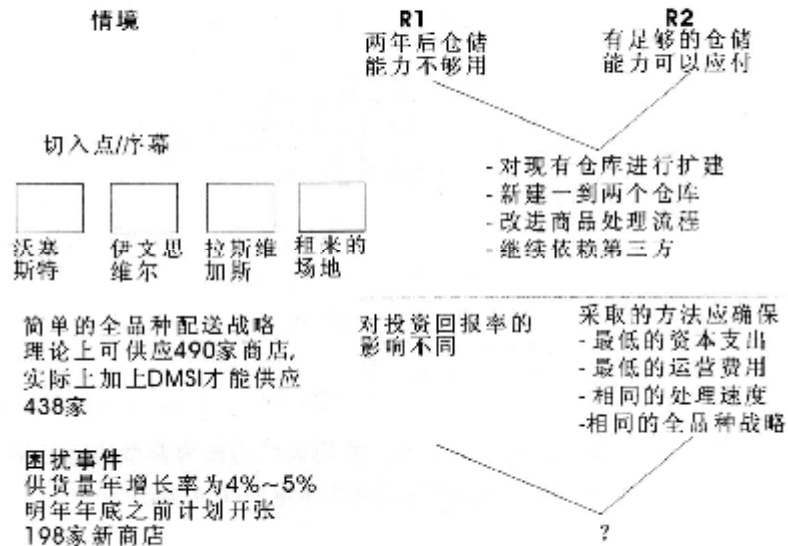 情境
R1
两年后仓储
能力不够用
R2
有足够的仓储
能力可以应付
切入点/序幕
沃塞
斯特
伊文思
维尔
拉斯维
加斯
租来的
场地
- 对现有仓库进行扩建
- 新建一到两个仓库
- 改进商品处理流程
- 继续依赖第三方
简单的全品种配送战略
理论上可供应490家商店,
实际上加上DMSI才能供应
438家
对投资回报率的
影响不同
采取的方法应确保
- 最低的资本支出
- 最低的运营费用
- 相同的处理速度
-相同的全品种战略
困扰事件
供货量年增长率为4%~5%
明年年底之前计划开张
198家新商店
?